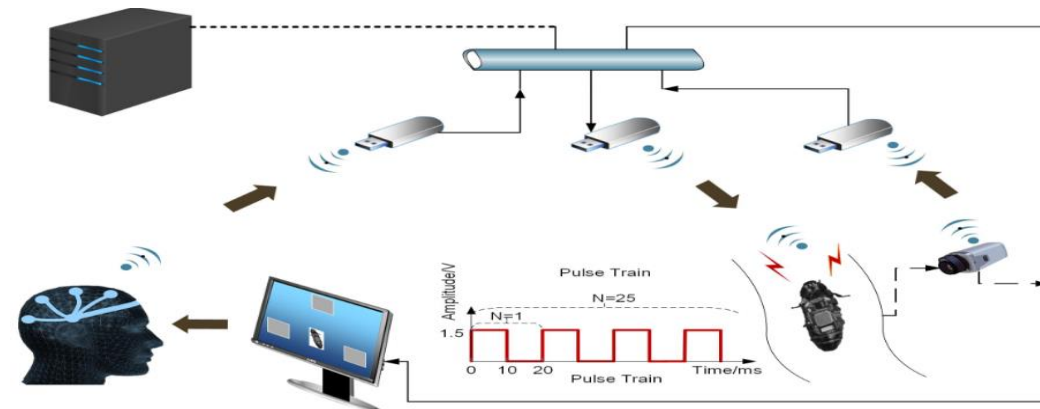 Pulse Train
N=25
Amplitude/V
N=1
1.5
0 10 20
Time/ms
Pulse Train